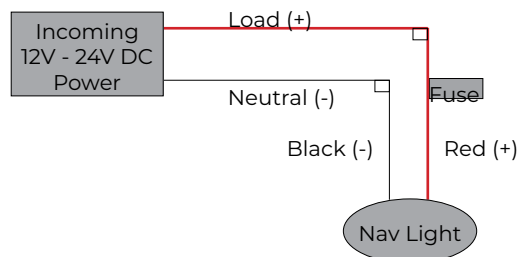 Incoming
12V - 24V DC
Power
Load (+)
Neutral (-)
Fuse
Black (-)
Red (+)
Nav Light